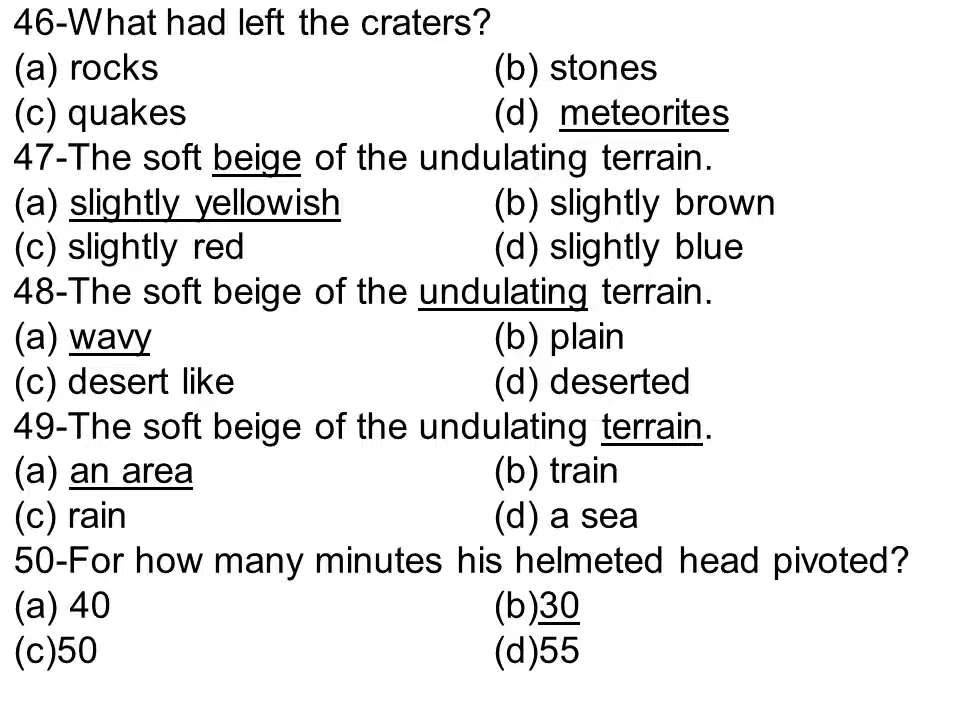 46-What had left the craters?
(a) rocks (b) stones
(c) quakes (d) meteorites
47-The soft beige of the undulating terrain.
(a) slightly yellowish (b) slightly brown
(c) slightly red (d) slightly blue
48-The soft beige of the undulating terrain.
(a) wavy (b) plain
(c) desert like (d) deserted
49-The soft beige of the undulating terrain.
(a) an area (b) train
(c) rain (d) a sea
50-For how many minutes his helmeted head pivoted?
(a) 40 (b)30
(c)50 (d)55